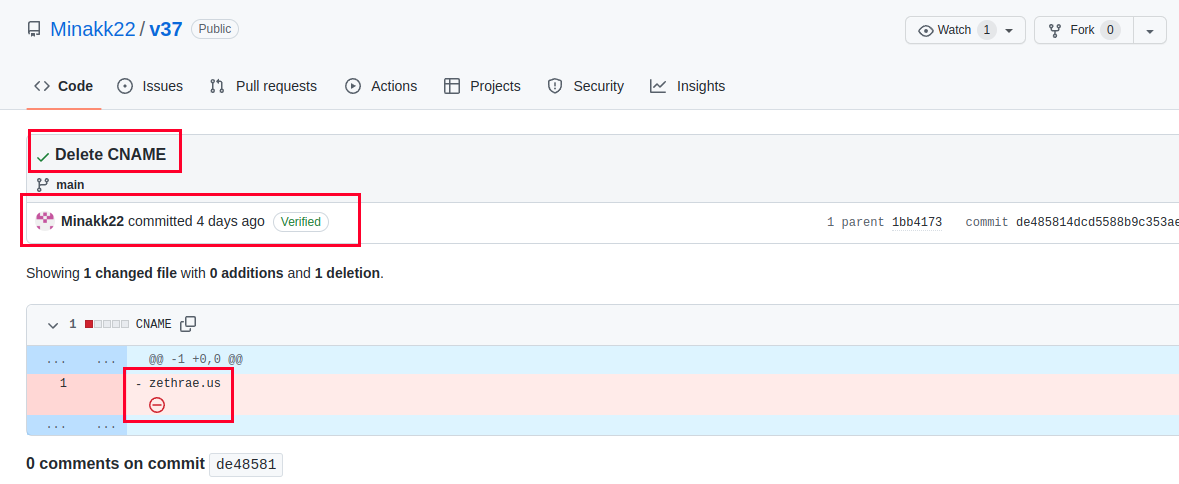 Minakk22 / v37 Public Watch 1 Fork 0
Code Issues Pull requests Actions Projects Security Insights
Delete CNAME
main
Minakk22 committed 4 days ago Verified 1 parent 1bb4173 commit de485814dcd5588b9c353ae
Showing 1 changed file with 0 additions and 1 deletion.
1 CNAME
... ... @@ -1 +0,0 @@
1 - zethrae.us
... ...
0 comments on commit de48581